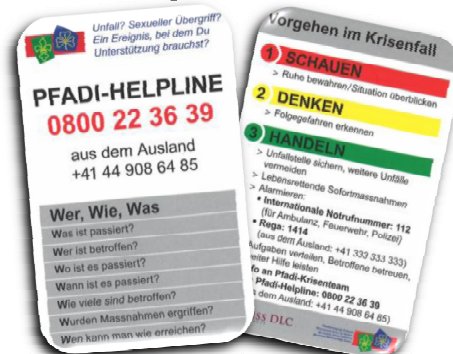 Unfall? Sexueller Übergriff?
Ein Ereignis, bei dem Du
Unterstützung brauchst?
PFADI-HELPLINE
0800 22 36 39
aus dem Ausland
+41 44 908 64 85
Wer, Wie, Was
Was ist passiert?
Wer ist betroffen?
Wo ist es passiert?
Wann ist es passiert?
Wie viele sind betroffen?
Wurden Massnahmen ergriffen?
Wen kann man wie erreichen?
Vorgehen im Krisenfall
1 SCHAUEN
> Ruhe bewahren/Situation überblicken
2 DENKEN
> Folgegefahren erkennen
3 HANDELN
> Unfallstelle sichern, weitere Unfälle
vermeiden
> Lebensrettende Sofortmassnahmen
> Alarmieren:
• Internationale Notrufnummer: 112
(für Ambulanz, Feuerwehr, Polizei)
• Rega: 1414
(aus dem Ausland: +41 333 333 333)
Aufgaben verteilen, Betroffene betreuen,
weiter Hilfe leisten
an Pfadi-Krisenteam
Pfadi-Helpline: 0800 22 36 39
dem Ausland: +41 44 908 64 85)
DLC